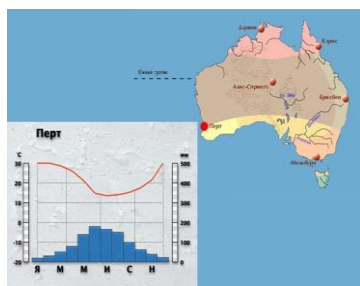 Дарвин
Кэрнс
Алис-Спрингс
Брисбен
Южный тропик
Перт
Мельбурн
Перт
°C
мм
30 500
20 400
10 300
0 200
-10 100
-20 0
Я М М И С Н